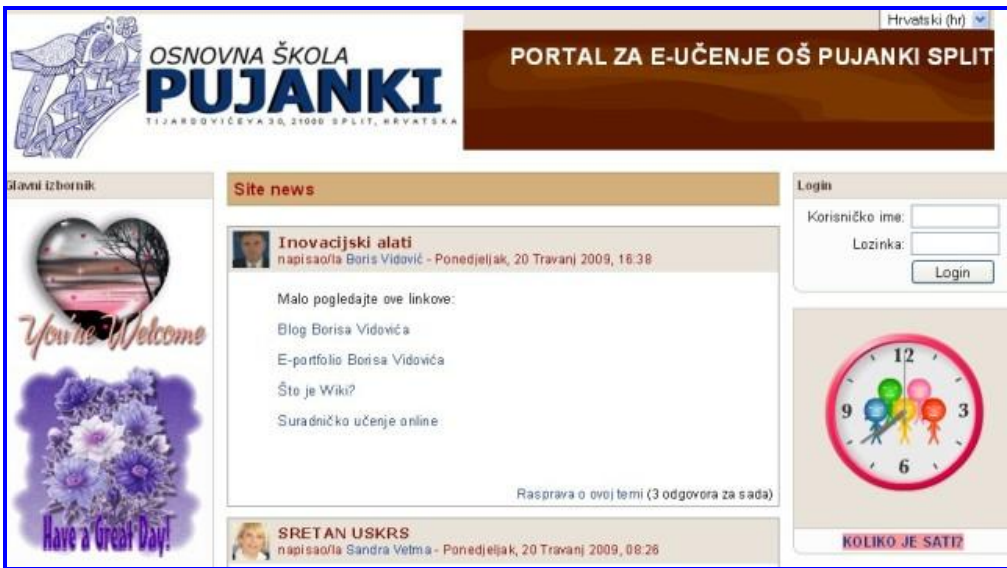 Hrvatski (hr)
OSNOVNA ŠKOLA
PUJANKI
TIJARDOVIĆEVA 30, 21000 SPLIT, HRVATSKA
PORTAL ZA E-UČENJE OŠ PUJANKI SPLIT
Glavni izbornik
You're Welcome
Have a Great Day!
Site news
Inovacijski alati
napisao/la Boris Vidović - Ponedjeljak, 20 Travanj 2009, 16:38
Malo pogledajte ove linkove:
Blog Borisa Vidovića
E-portfolio Borisa Vidovića
Što je Wiki?
Suradničko učenje online
Rasprava o ovoj temi (3 odgovora za sada)
SRETAN USKRS
napisao/la Sandra Vetma - Ponedjeljak, 20 Travanj 2009, 08:26
Login
Korisničko ime:
Lozinka:
Login
12
9 3
6
KOLIKO JE SATI?